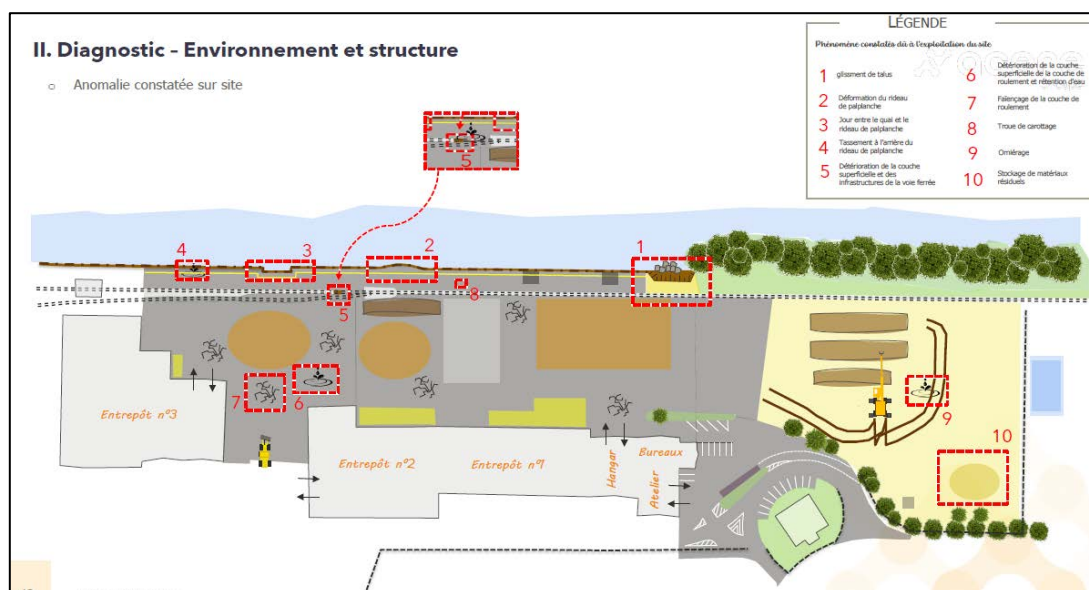 II. Diagnostic – Environnement et structure
○ Anomalie constatée sur site
LÉGENDE
Phénomène constatés dû à l'exploitation du site
1 glissment de talus
2 Déformation du rideau
de palplanche
3 Jour entre le quai et le
rideau de palplanche
4 Tassement à l'arrière du
rideau de palplanche
5 Détérioration de la couche
superficielle et des
infrastructures de la voie ferrée
6 Détérioration de la couche
superficielle de la couche de
roulement et rétention d'eau
7 Faïençage de la couche de
roulement
8 Troue de carottage
9 Orniérage
10 Stockage de matériaux
résiduels
5
4
3
2
1
5
8
7
6
9
10
Entrepôt n°3
Entrepôt n°2
Entrepôt n°1
Hangar
Bureaux
Atelier